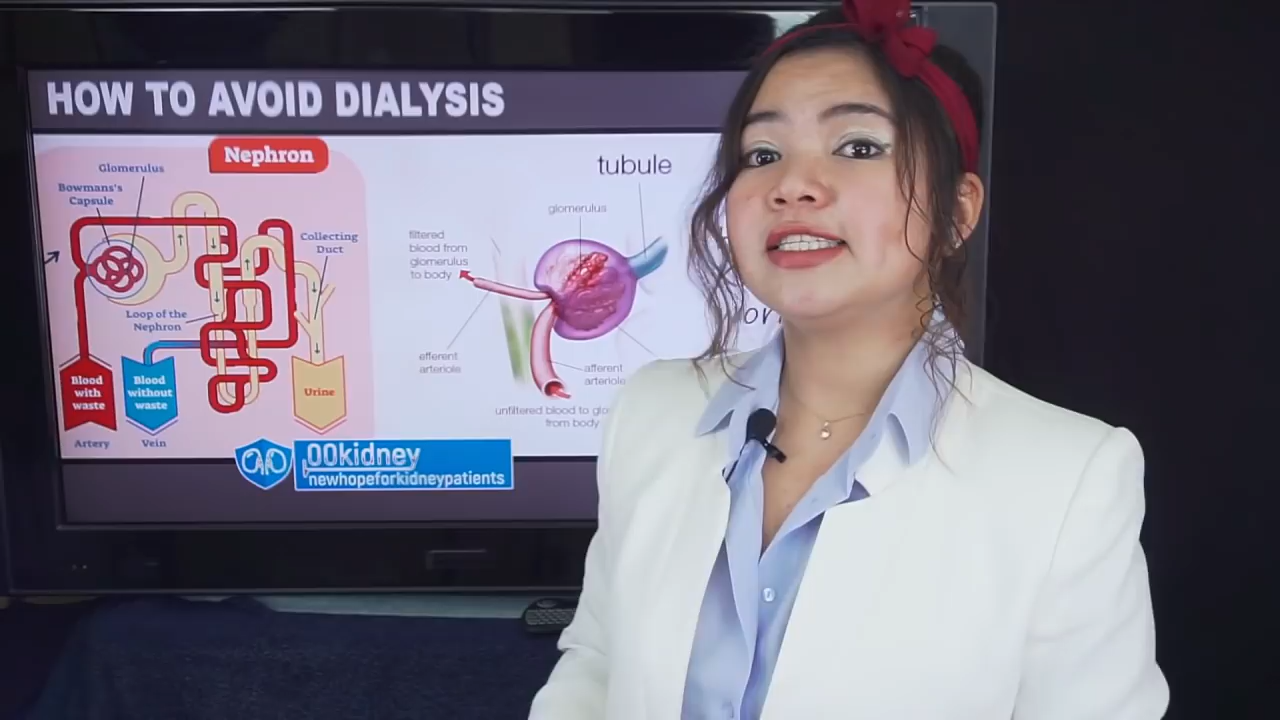 HOW TO AVOID DIALYSIS
Nephron
Glomerulus
Bowmans's
Capsule
Collecting
Duct
Loop of the
Nephron
Blood
with
waste
Blood
without
waste
Urine
Artery
Vein
tubule
glomerulus
filtered
blood from
glomerulus
to body
efferent
arteriole
afferent
arteriole
unfiltered blood to glo
from body
00kidney
newhopeforkidneypatients